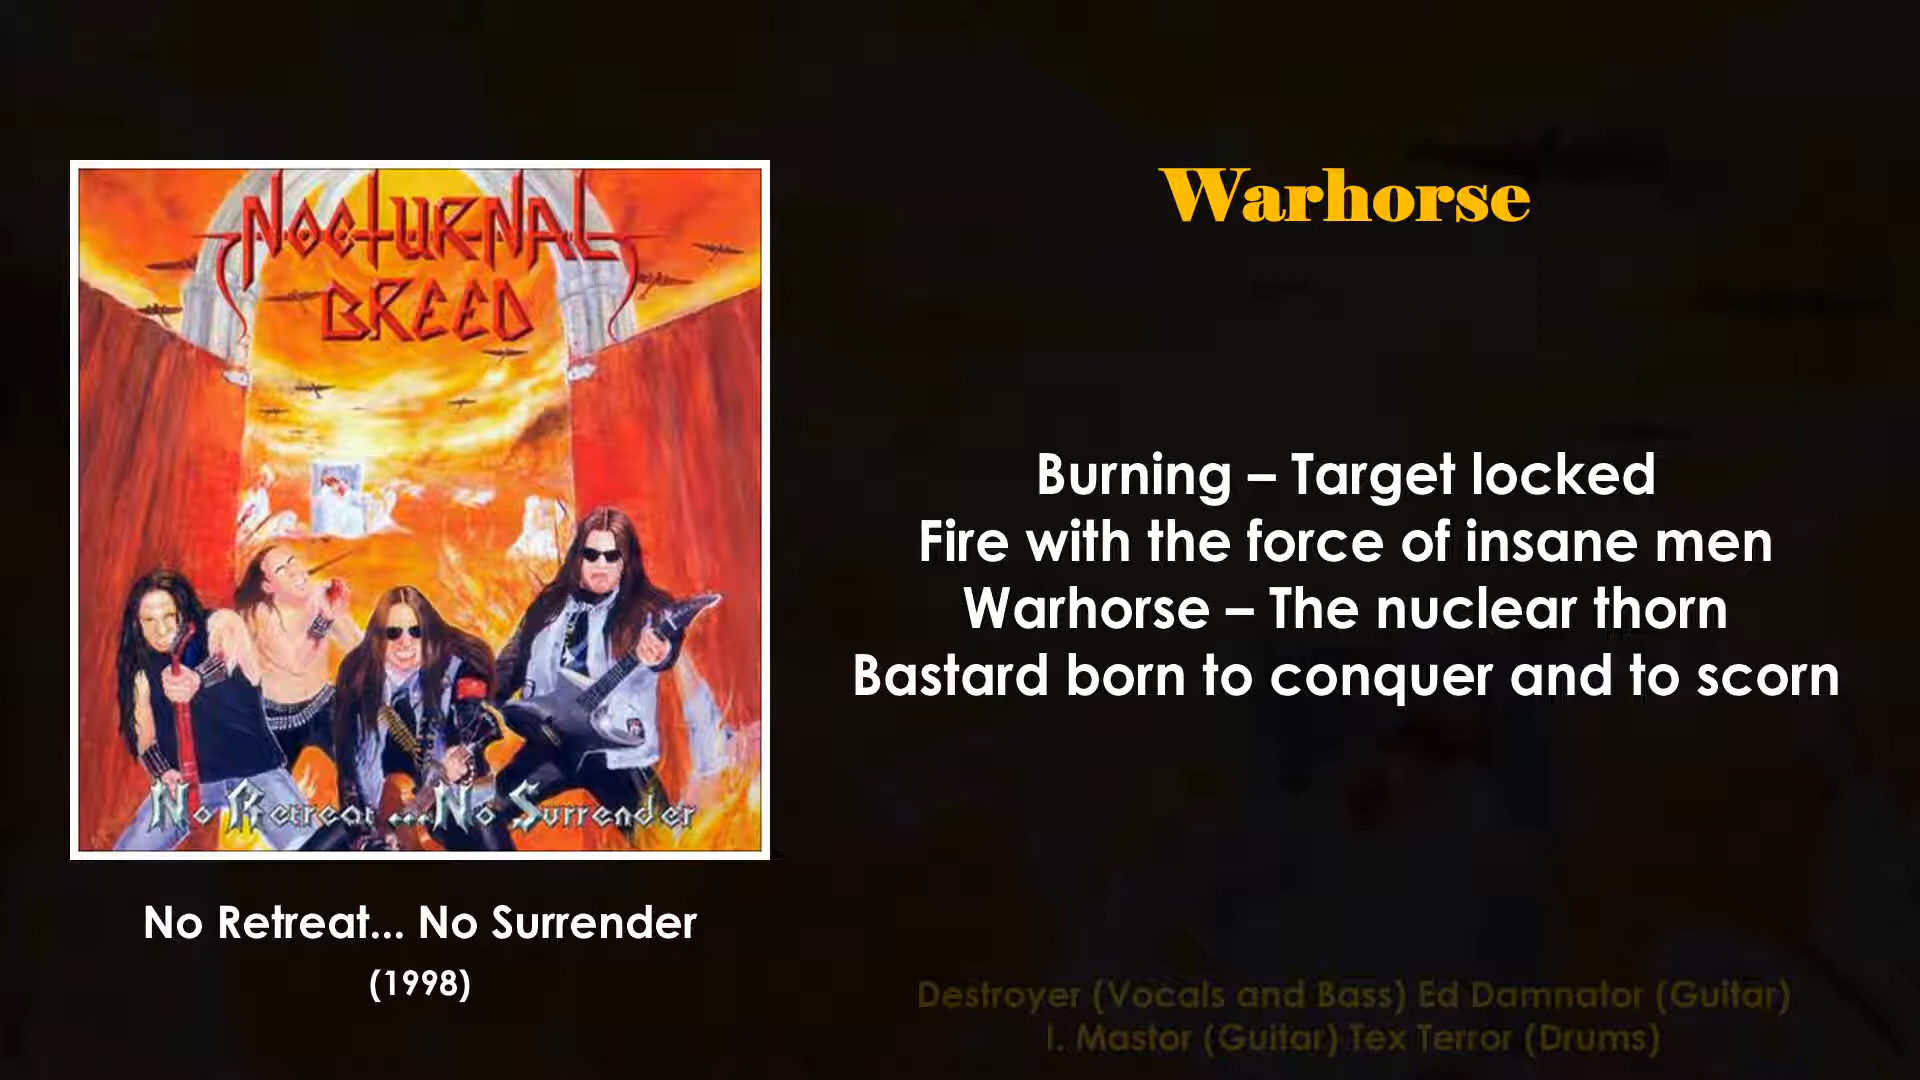 NOCTURNAL
BREED
No Retreat ...No Surrender
No Retreat... No Surrender
(1998)
Warhorse
Burning – Target locked
Fire with the force of insane men
Warhorse – The nuclear thorn
Bastard born to conquer and to scorn
Destroyer (Vocals and Bass) Ed Damnator (Guitar)
I. Mastor (Guitar) Tex Terror (Drums)